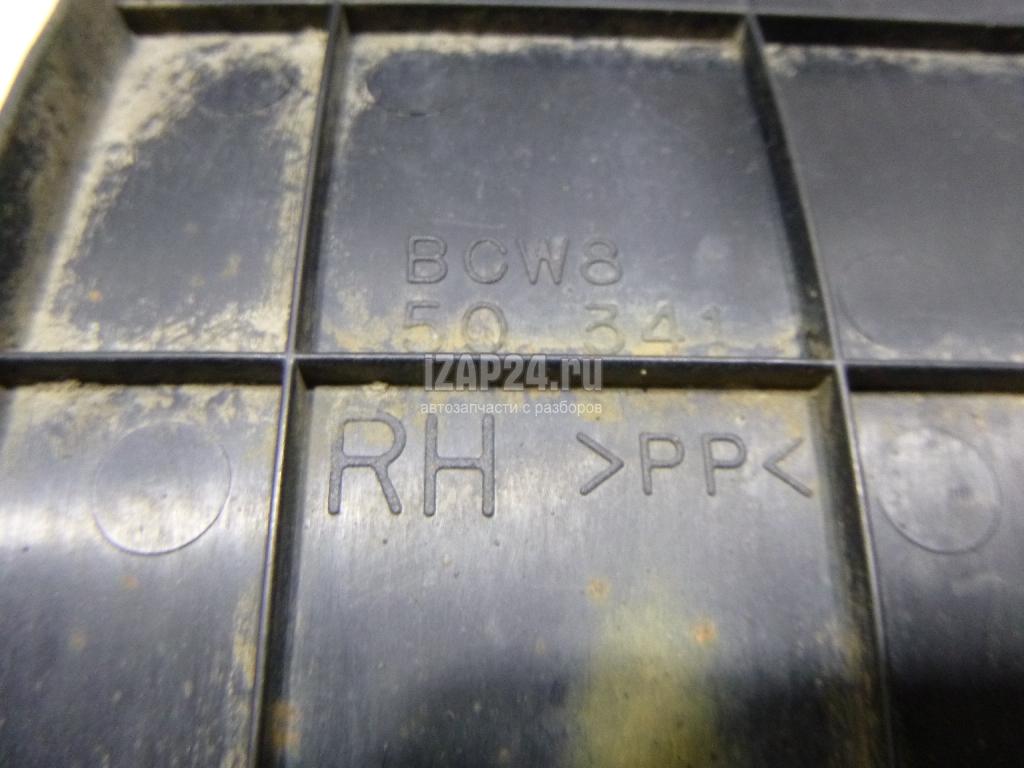 BCW8
50 341
IZAP24.ru
автозапчасти с разборов
RH >PP<